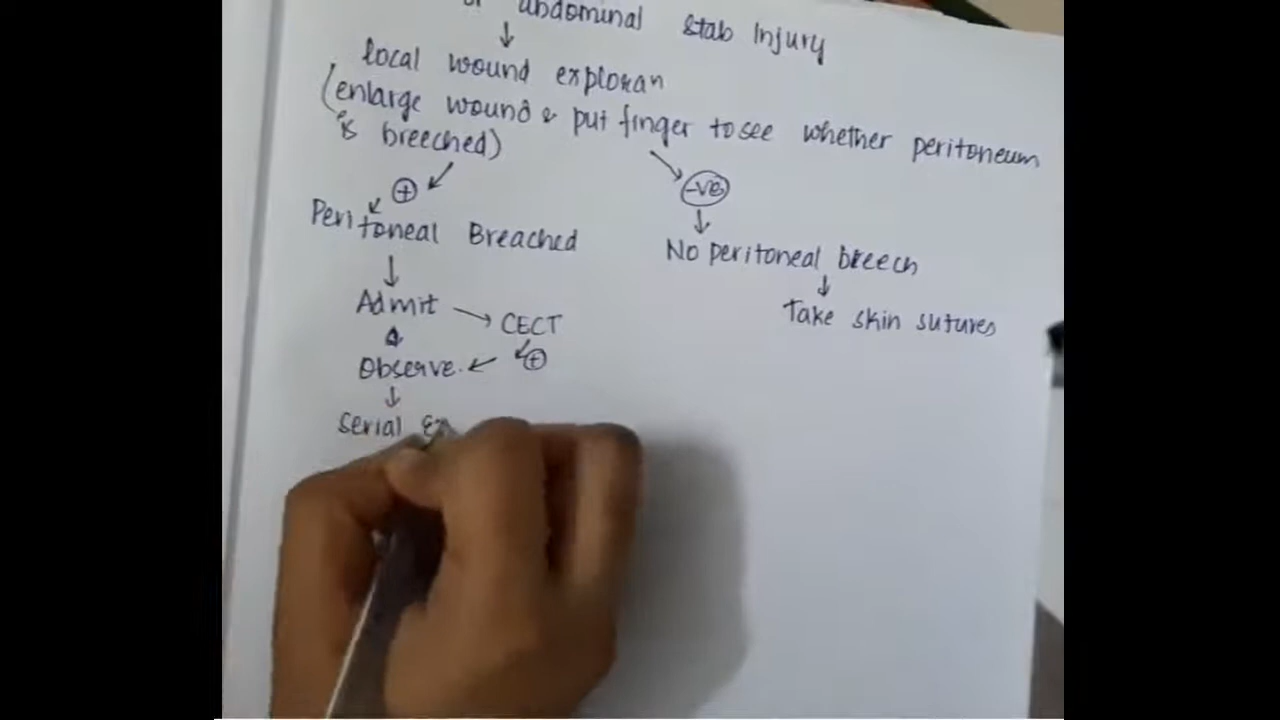 abdominal stab Injury
local wound exploran
(enlarge wound & put finger to see whether peritoneum
is breeched)
+
-ve
Peritoneal Breached
No peritoneal breech
Admit
CECT
Take skin sutures
&
Observe.
+
Serial